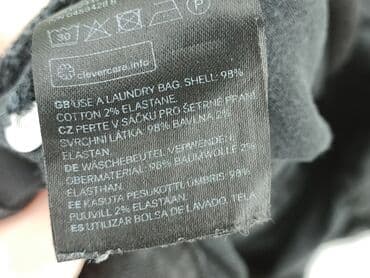 30 P
clevercare.info
GB USE A LAUNDRY BAG. SHELL: 98%
COTTON 2% ELASTANE.
CZ PERTE V SÁČKU PRO ŠETRNÉ PRANÍ
SVRCHNÍ LÁTKA: 98% BAVLNA 2%
ELASTAN.
DE WÄSCHEBEUTEL VERWENDEN
OBERMATERIAL: 98% BAUMWOLLE 2%
ELASTHAN.
EE KASUTA PESUKOTTI ÜMBRIS: 98%
PUUVILL 2% ELASTAAN.
ES UTILIZAR BOLSA DE LAVADO. TELA